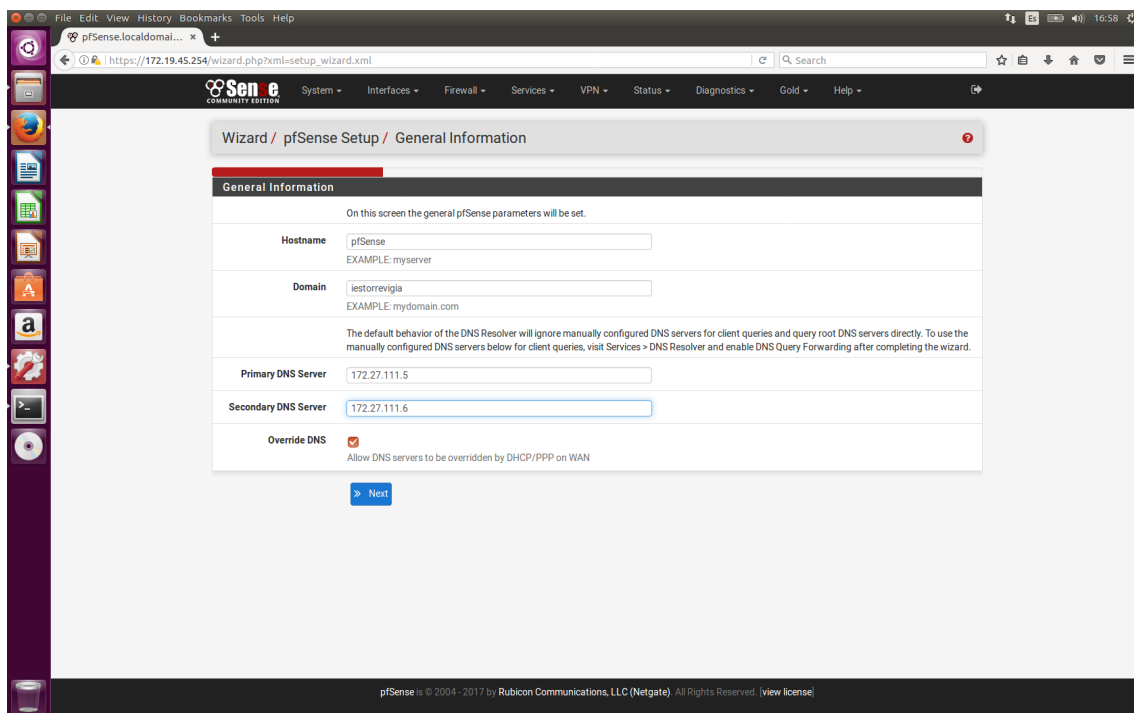 File Edit View History Bookmarks Tools Help
Es 16:58
pfSense.localdomai... × +
https://172.19.45.254/wizard.php?xml=setup_wizard.xml
Search
Sense
COMMUNITY EDITION
System Interfaces Firewall Services VPN Status Diagnostics Gold Help
Wizard / pfSense Setup / General Information
General Information
On this screen the general pfSense parameters will be set.
Hostname pfSense
EXAMPLE: myserver
Domain iestorrevigia
EXAMPLE: mydomain.com
The default behavior of the DNS Resolver will ignore manually configured DNS servers for client queries and query root DNS servers directly. To use the
manually configured DNS servers below for client queries, visit Services > DNS Resolver and enable DNS Query Forwarding after completing the wizard.
Primary DNS Server 172.27.111.5
Secondary DNS Server 172.27.111.6
Override DNS
Allow DNS servers to be overridden by DHCP/PPP on WAN
» Next
pfSense is © 2004 - 2017 by Rubicon Communications, LLC (Netgate). All Rights Reserved. [view license]